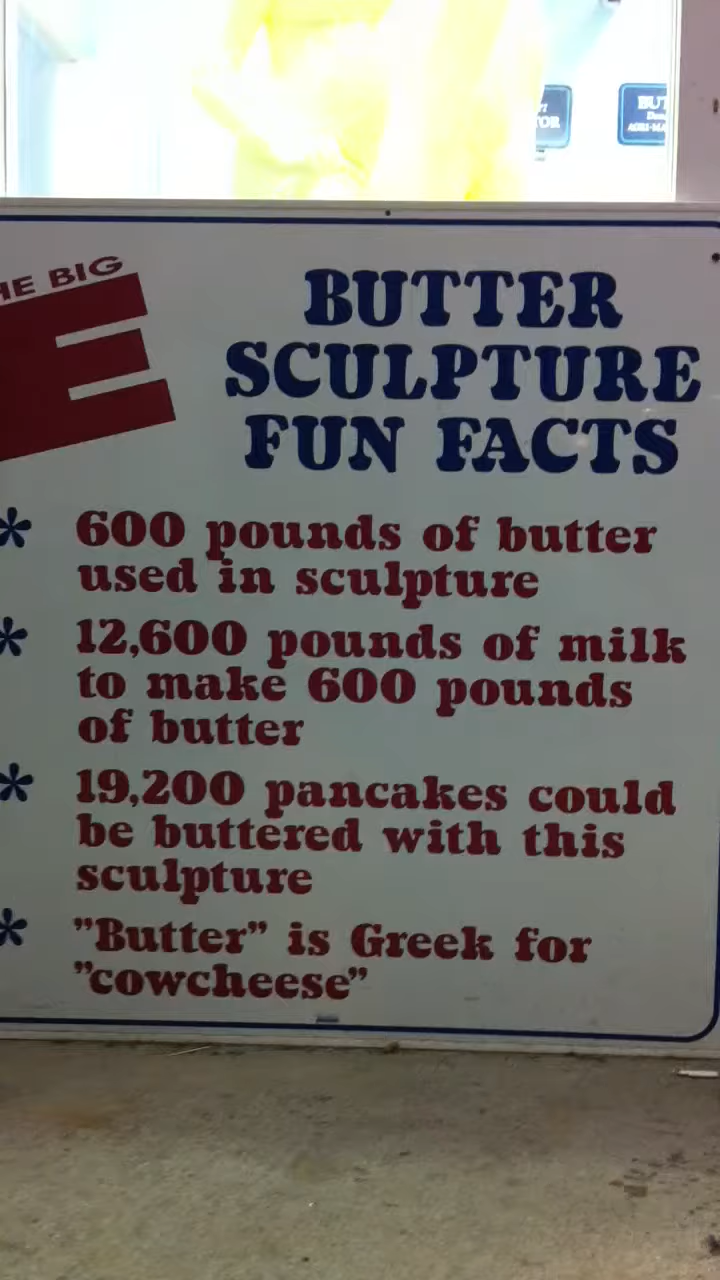 HE BIG
E
BUTTER
SCULPTURE
FUN FACTS
* 600 pounds of butter
used in sculpture
* 12,600 pounds of milk
to make 600 pounds
of butter
* 19,200 pancakes could
be buttered with this
sculpture
* "Butter" is Greek for
"cowcheese"